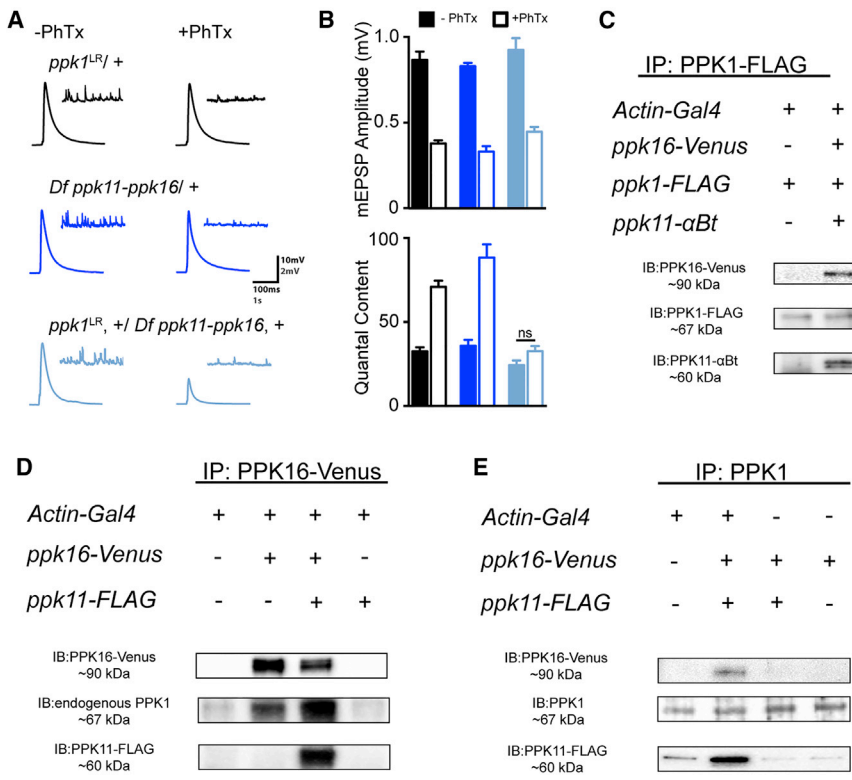 A
-PhTx +PhTx
ppk1LR/ +
Df ppk11-ppk16/ +
10mV
2mV
100ms
1s
ppk1LR, +/ Df ppk11-ppk16, +
B
- PhTx +PhTx
mEPSP Amplitude (mV)
1.0
0.5
0
Quantal Content
100
50
0
ns
C
IP: PPK1-FLAG
Actin-Gal4 + +
ppk16-Venus - +
ppk1-FLAG + +
ppk11-αBt - +
IB:PPK16-Venus
~90 kDa
IB:PPK1-FLAG
~67 kDa
IB:PPK11-αBt
~60 kDa
D
IP: PPK16-Venus
Actin-Gal4 + + + +
ppk16-Venus - + + -
ppk11-FLAG - - + +
IB:PPK16-Venus
~90 kDa
IB:endogenous PPK1
~67 kDa
IB:PPK11-FLAG
~60 kDa
E
IP: PPK1
Actin-Gal4 + + - -
ppk16-Venus - + + +
ppk11-FLAG - + + -
IB:PPK16-Venus
~90 kDa
IB:PPK1
~67 kDa
IB:PPK11-FLAG
~60 kDa